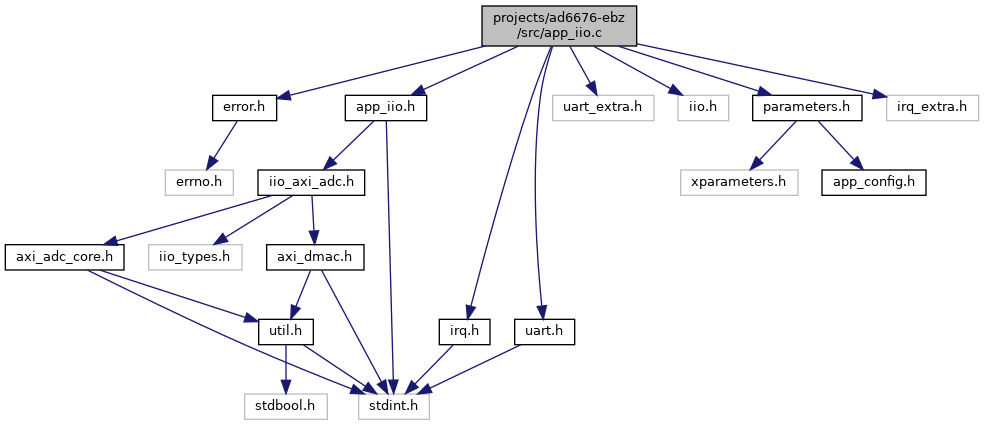 projects/ad6676-ebz
/src/app_iio.c
error.h
app_iio.h
uart_extra.h
iio.h
parameters.h
irq_extra.h
errno.h
iio_axi_adc.h
xparameters.h
app_config.h
axi_adc_core.h
iio_types.h
axi_dmac.h
util.h
irq.h
uart.h
stdbool.h
stdint.h